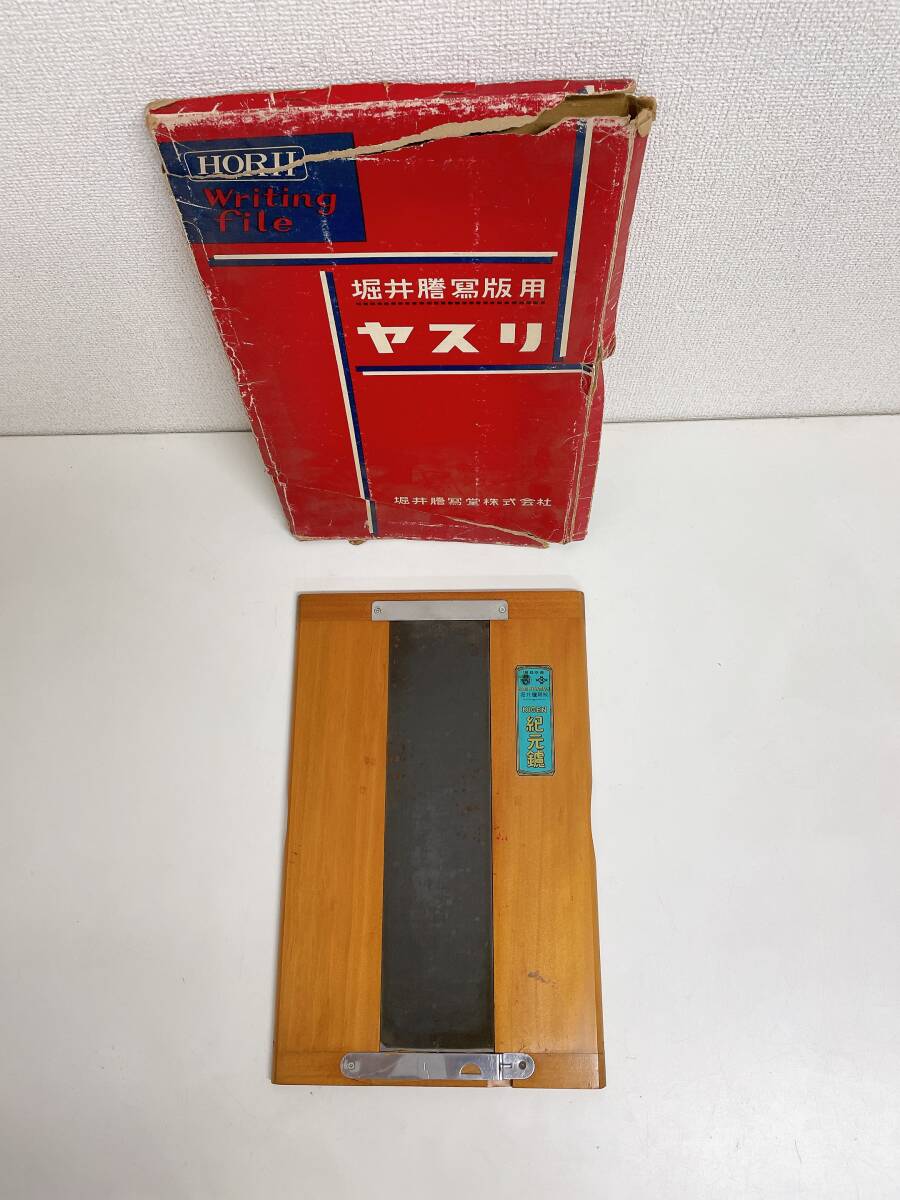 HORII
Writing
file
堀井謄寫版用
ヤスリ
堀井謄寫堂株式会社
KIGEN
紀元鑢